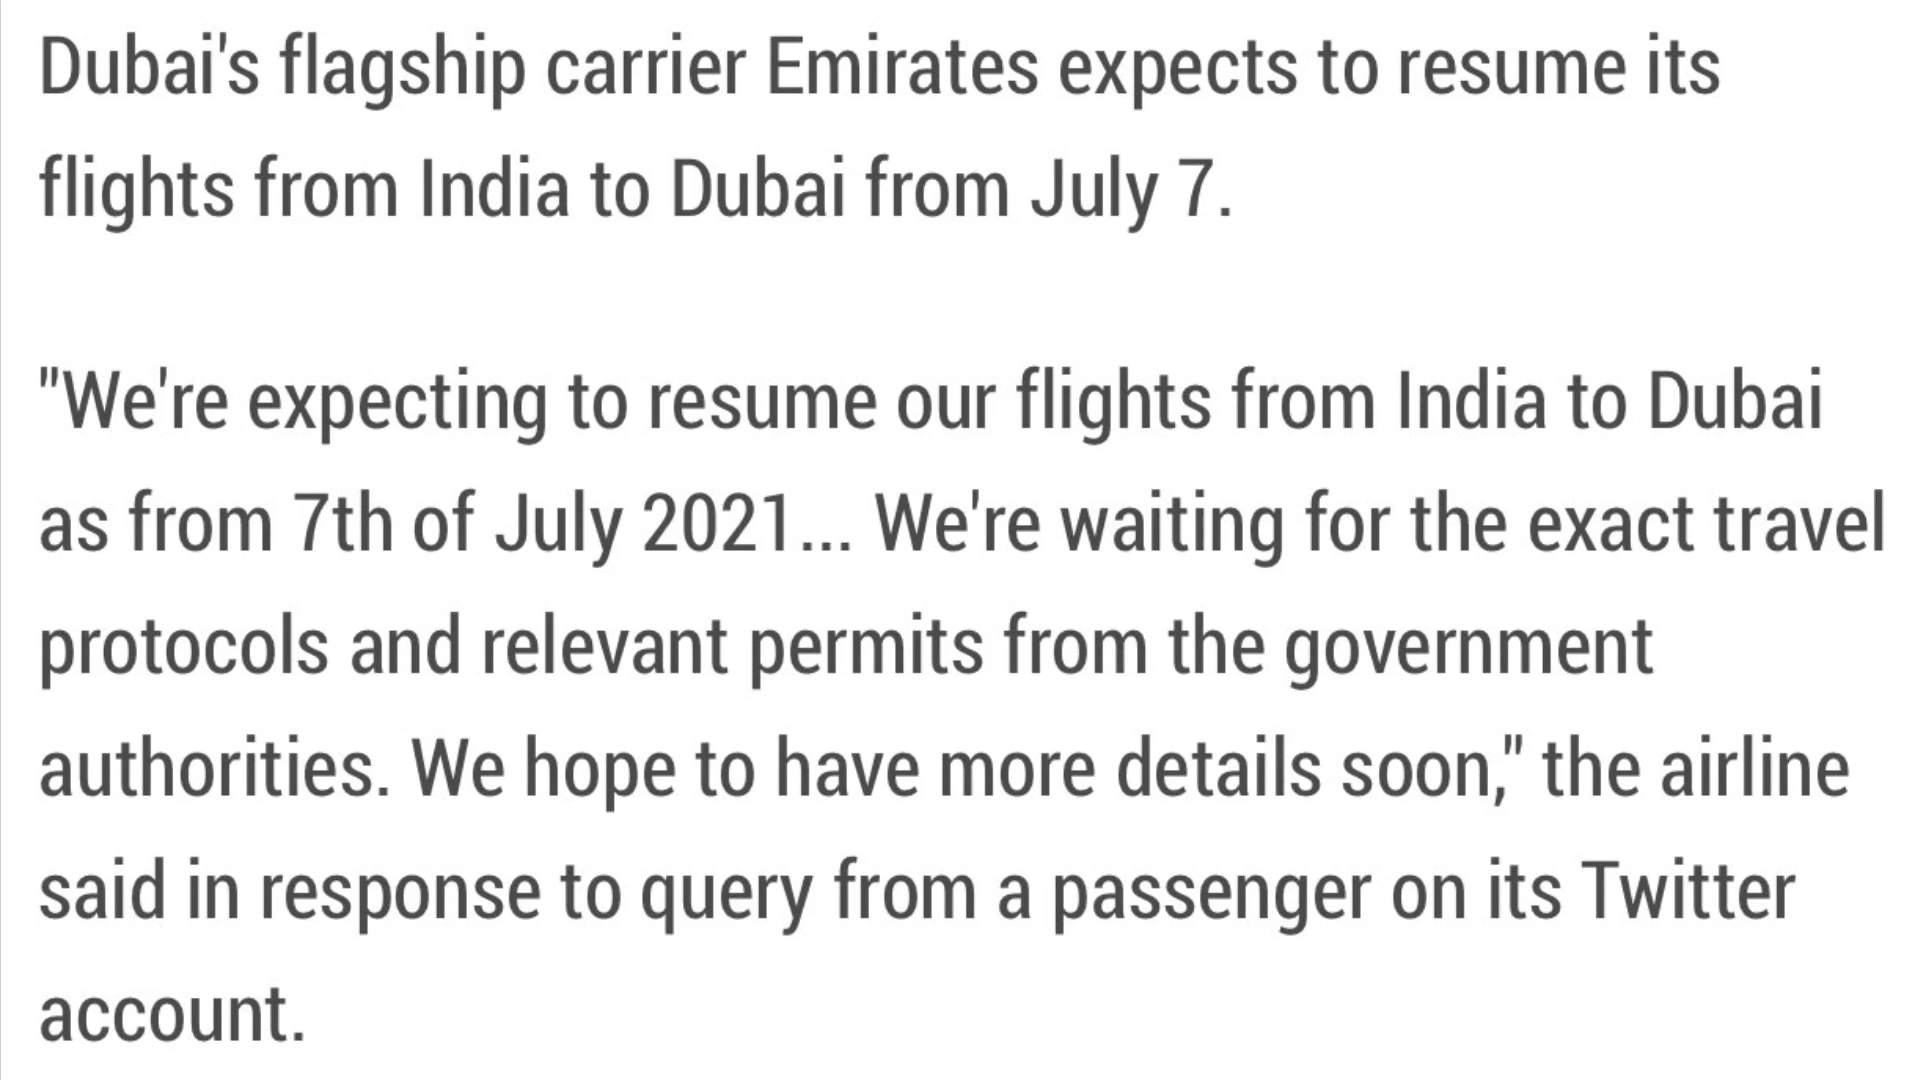 Dubai's flagship carrier Emirates expects to resume its
flights from India to Dubai from July 7.
"We're expecting to resume our flights from India to Dubai
as from 7th of July 2021... We're waiting for the exact travel
protocols and relevant permits from the government
authorities. We hope to have more details soon," the airline
said in response to query from a passenger on its Twitter
account.